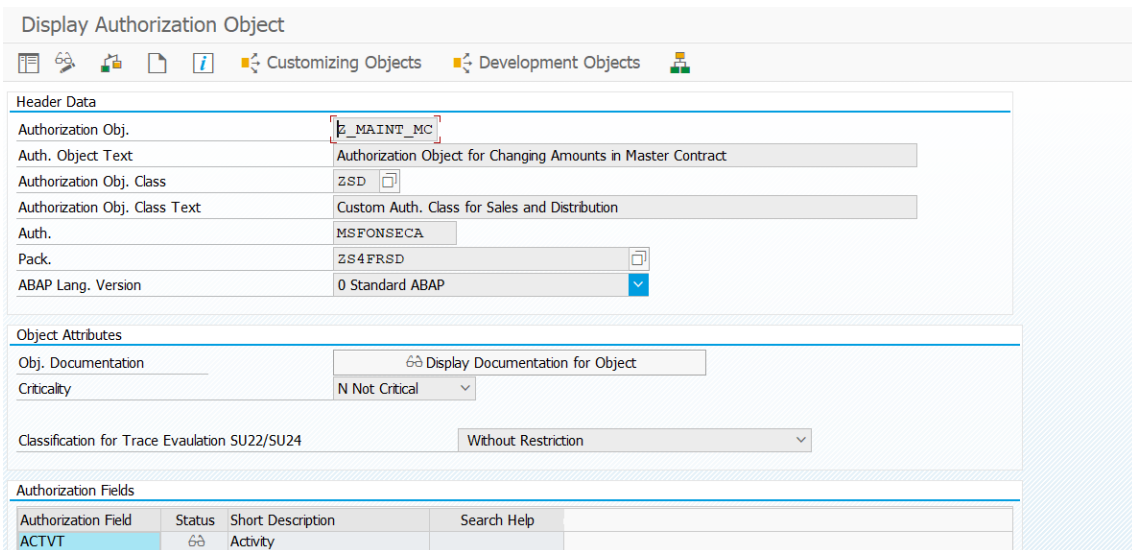 Display Authorization Object
Customizing Objects Development Objects
Header Data
Authorization Obj. Z_MAINT_MC
Auth. Object Text Authorization Object for Changing Amounts in Master Contract
Authorization Obj. Class ZSD
Authorization Obj. Class Text Custom Auth. Class for Sales and Distribution
Auth. MSFONSECA
Pack. ZS4FRSD
ABAP Lang. Version 0 Standard ABAP
Object Attributes
Obj. Documentation Display Documentation for Object
Criticality N Not Critical
Classification for Trace Evaulation SU22/SU24 Without Restriction
Authorization Fields
Authorization Field Status Short Description Search Help
ACTVT Activity